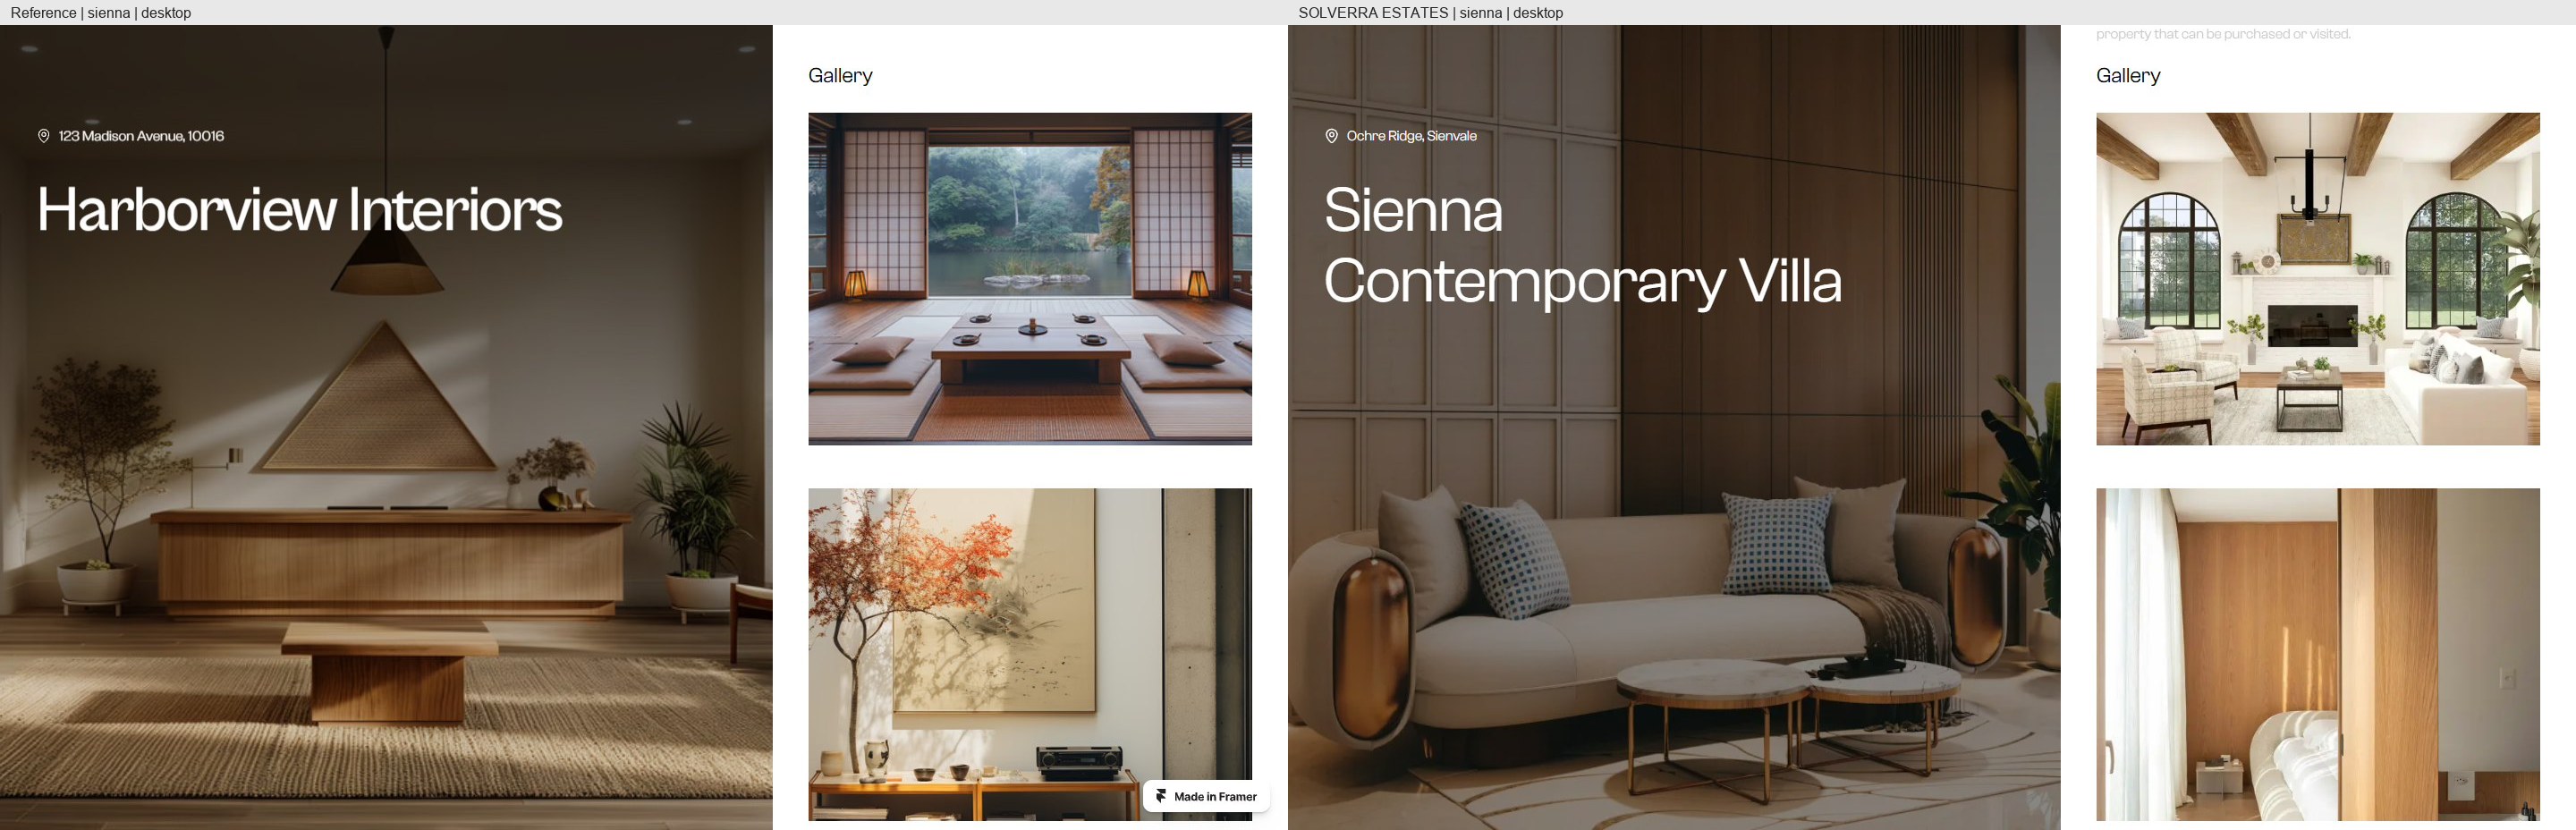 Reference | sienna | desktop
123 Madison Avenue, 10016
Harborview Interiors
Gallery
Made in Framer
SOLVERRA ESTATES | sienna | desktop
Ochre Ridge, Sienvale
Sienna
Contemporary Villa
property that can be purchased or visited.
Gallery